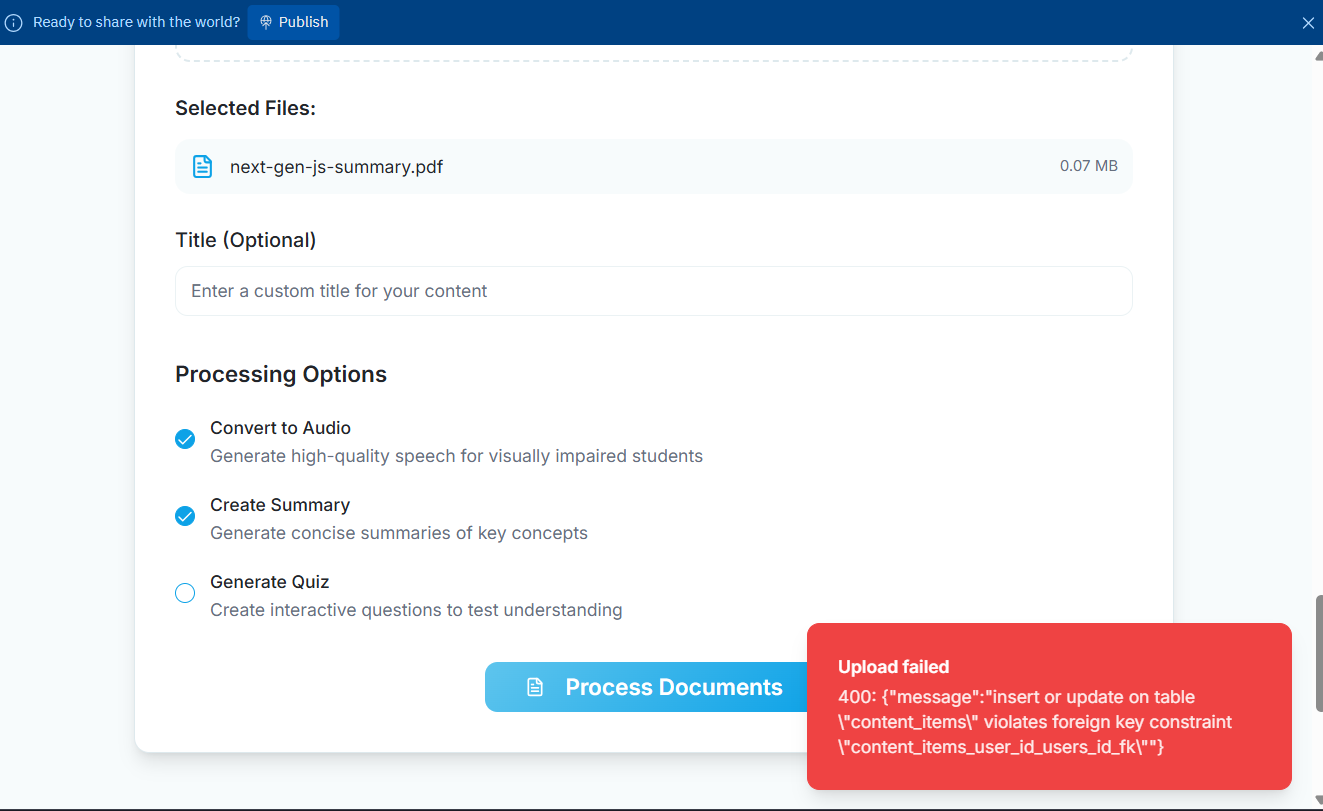 Ready to share with the world? Publish
Selected Files:
next-gen-js-summary.pdf 0.07 MB
Title (Optional)
Enter a custom title for your content
Processing Options
Convert to Audio
Generate high-quality speech for visually impaired students
Create Summary
Generate concise summaries of key concepts
Generate Quiz
Create interactive questions to test understanding
Process Documents
Upload failed
400: {"message":"insert or update on table
\"content_items\" violates foreign key constraint
\"content_items_user_id_users_id_fk\""}